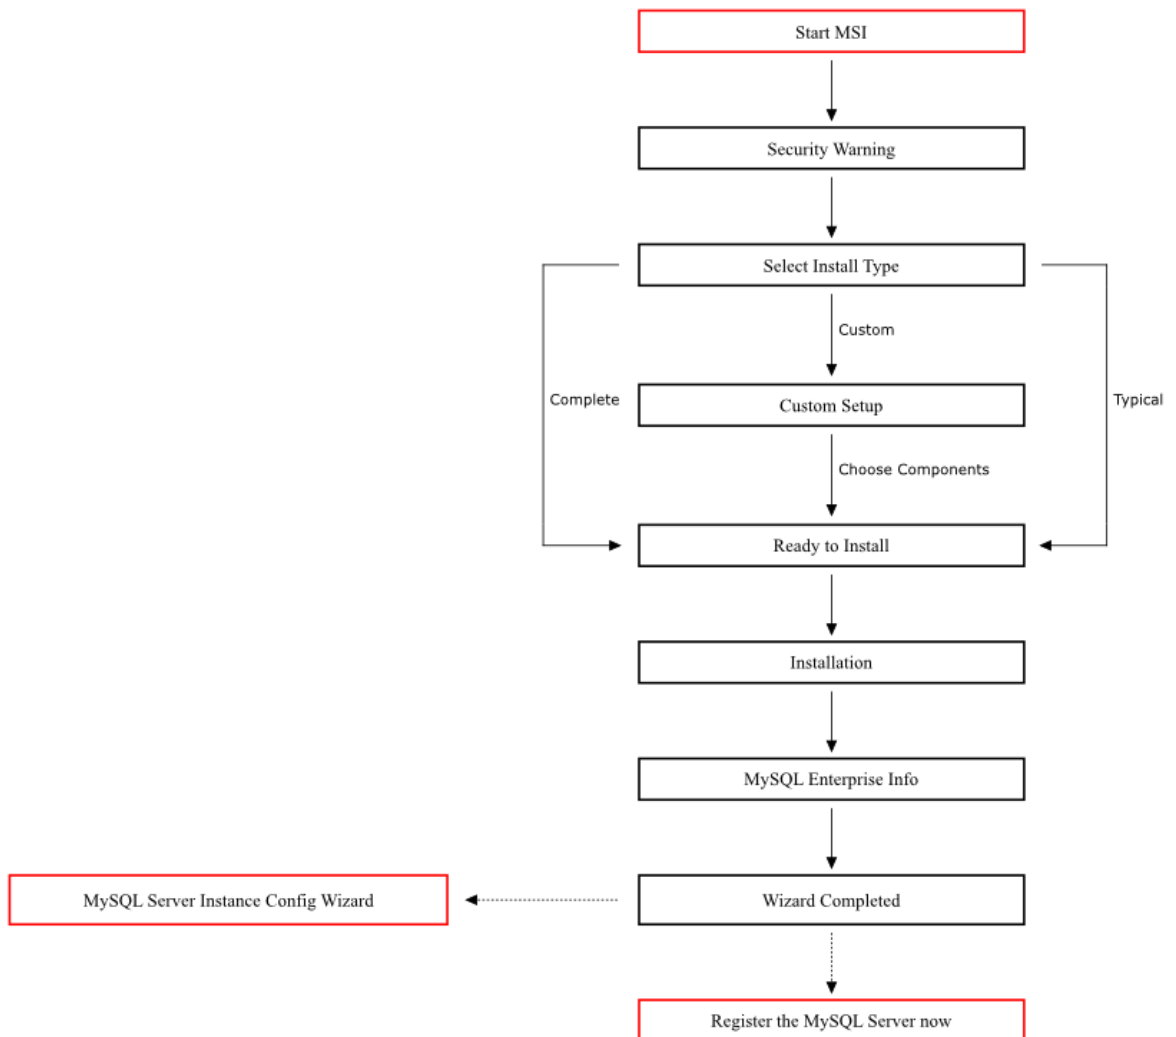 Start MSI
Security Warning
Select Install Type
Custom
Complete
Custom Setup
Typical
Choose Components
Ready to Install
Installation
MySQL Enterprise Info
MySQL Server Instance Config Wizard
Wizard Completed
Register the MySQL Server now